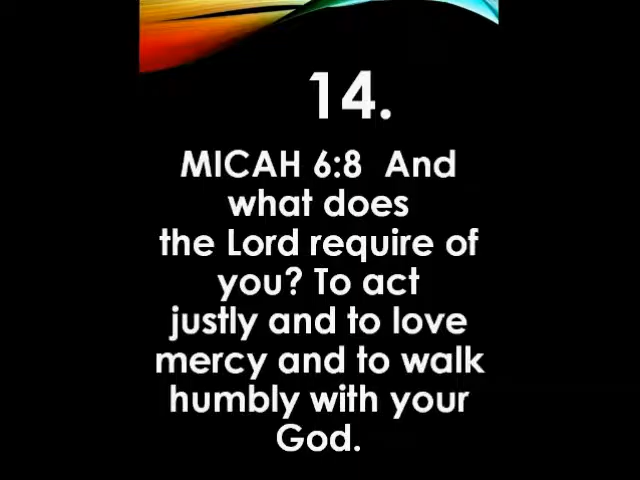 14.
MICAH 6:8  And
what does
the Lord require of
you? To act
justly and to love
mercy and to walk
humbly with your
God.